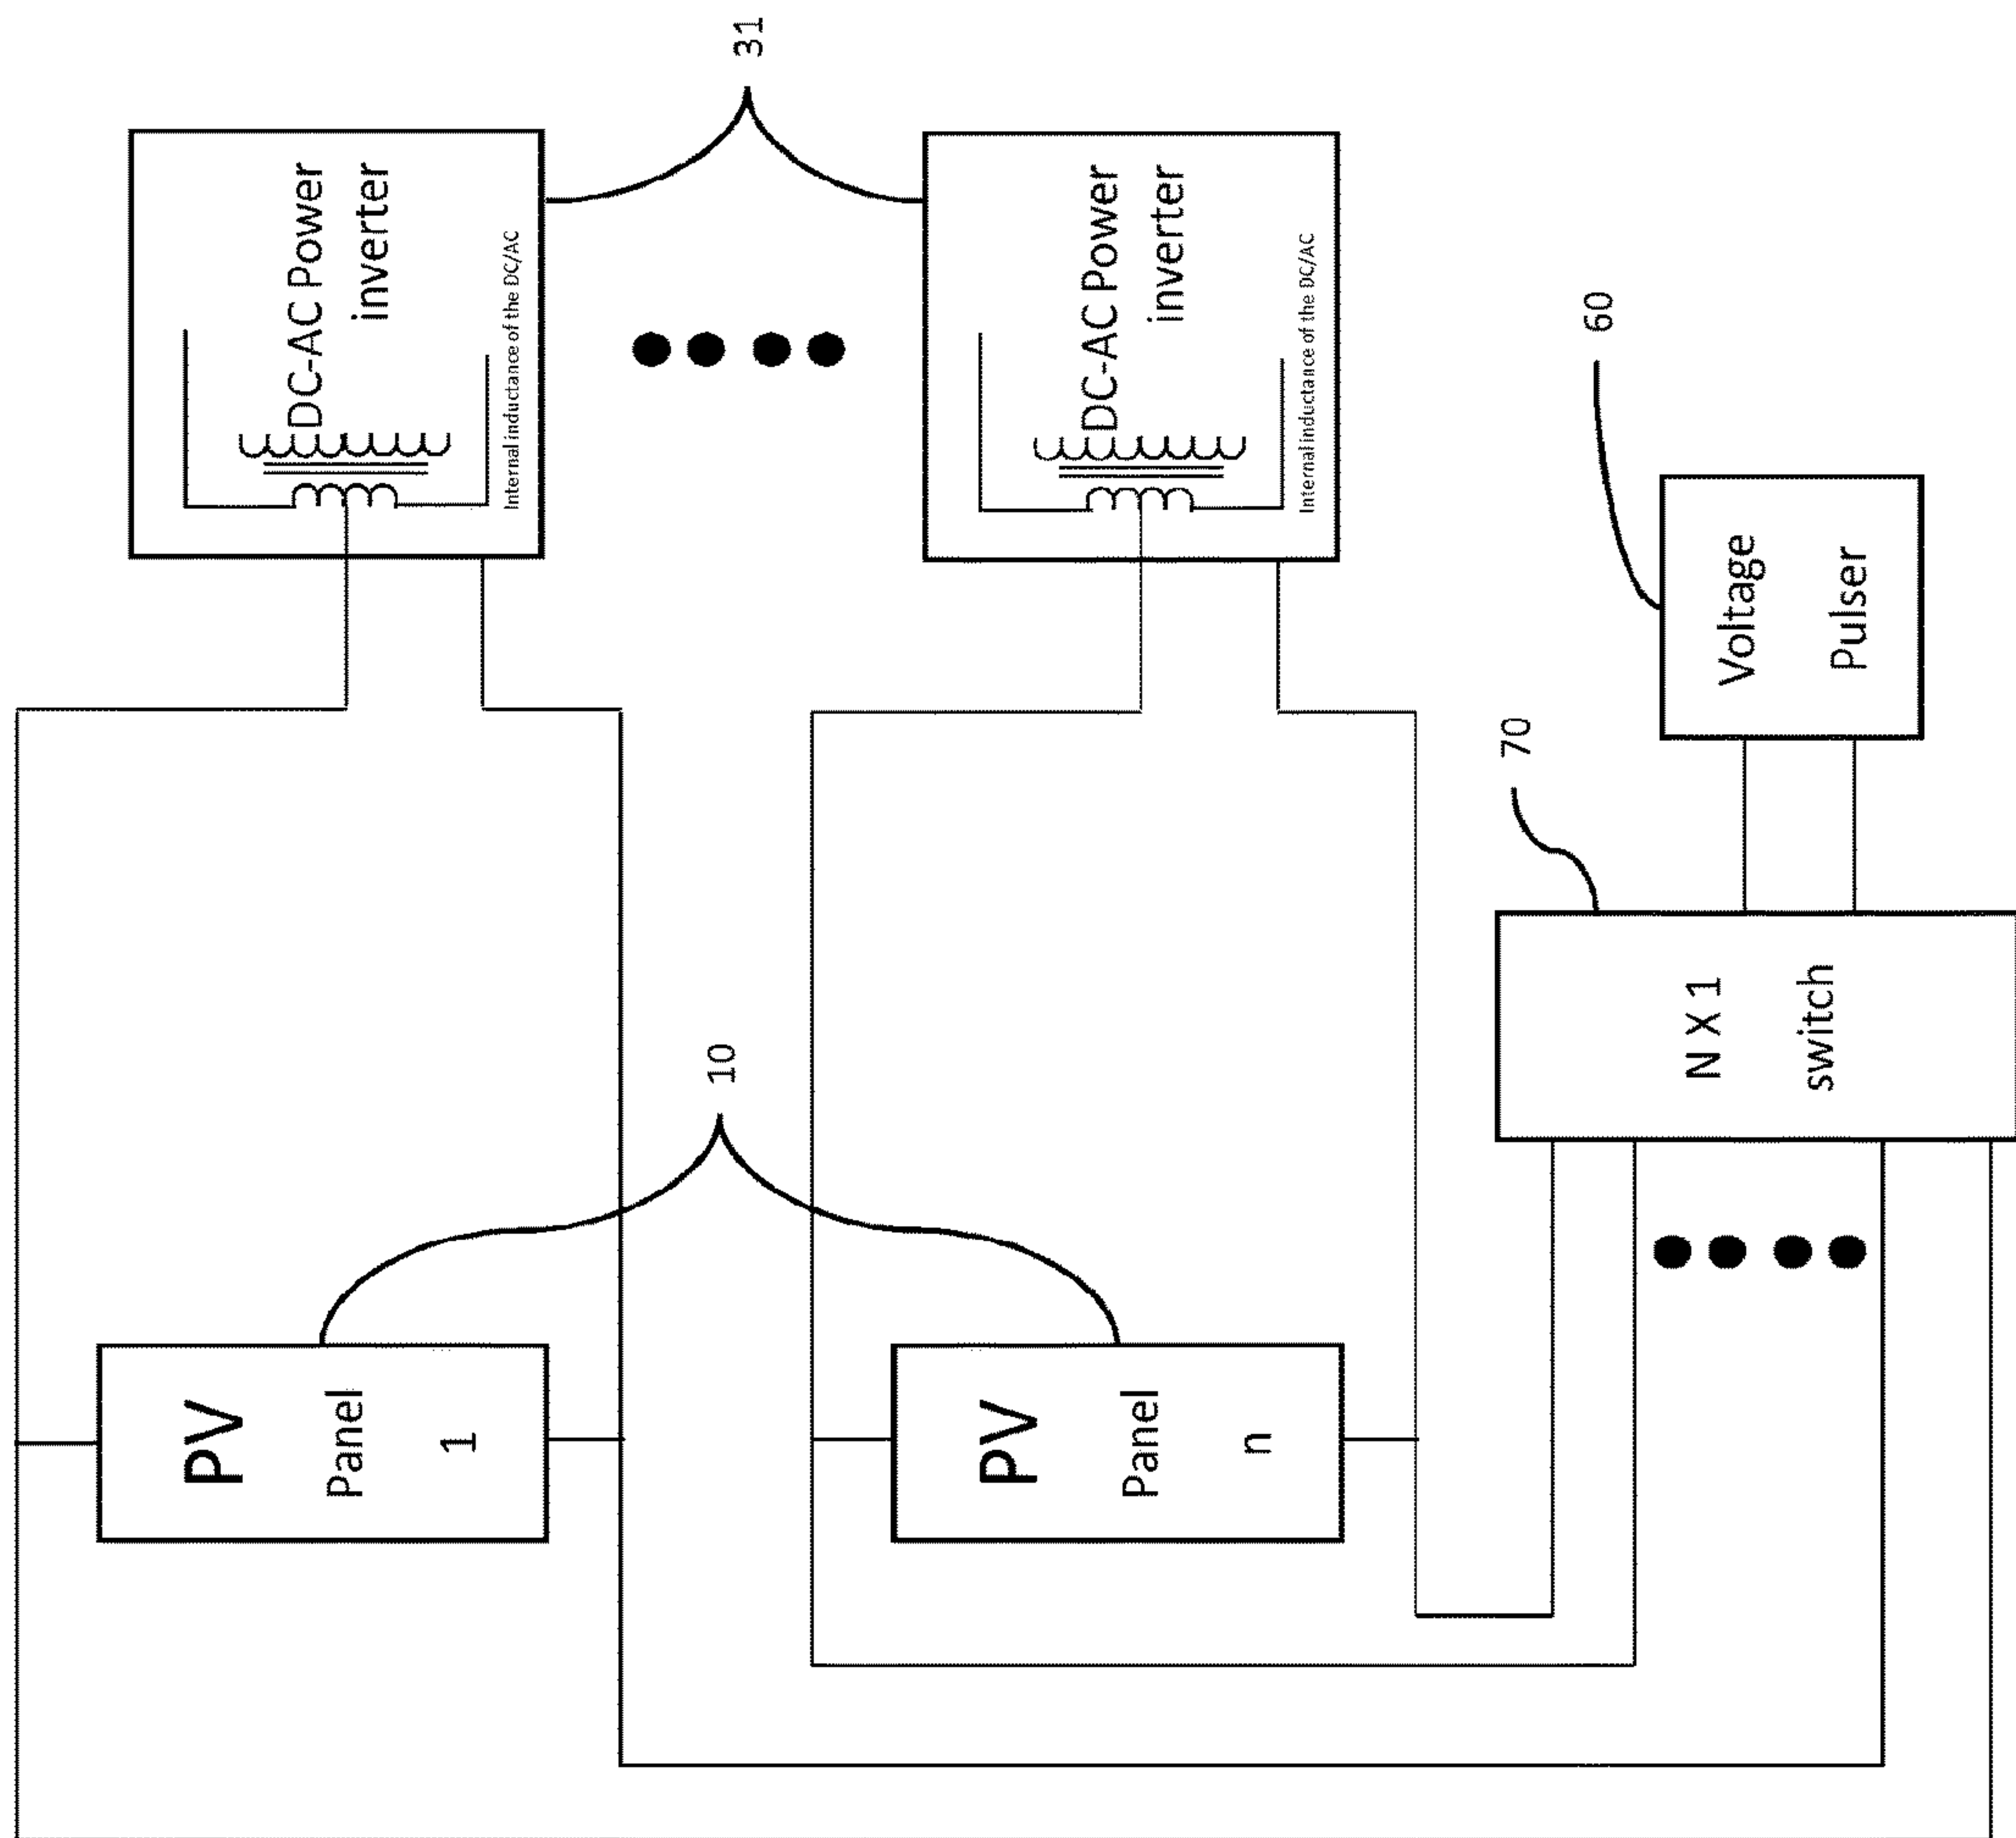 31
DC-AC Power
inverter
Internal inductance of the DC/AC
DC-AC Power
inverter
Internal inductance of the DC/AC
60
Voltage
Pulser
70
N X 1
switch
10
PV
Panel
1
PV
Panel
n